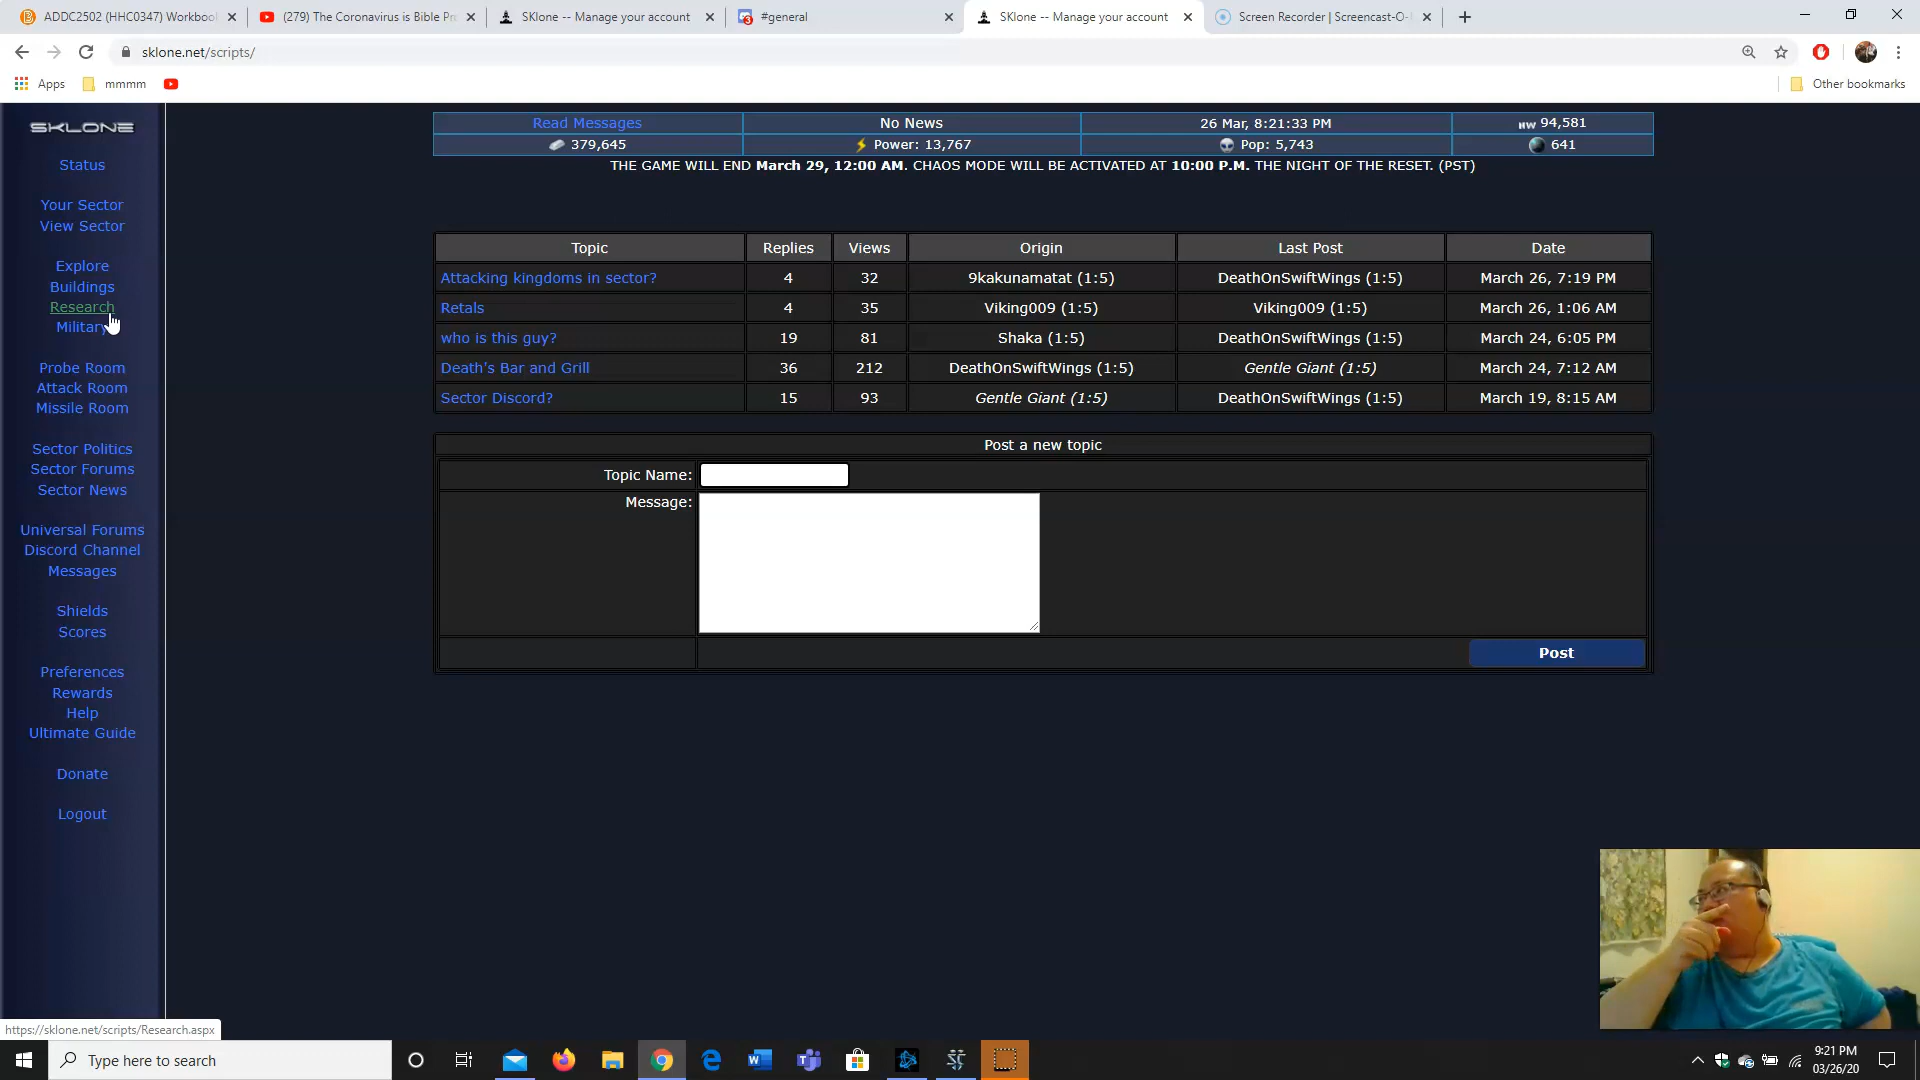 ADDC2502 (HHC0347) Workboo
(279) The Coronavirus is Bible Pr
SKlone -- Manage your account
#general
SKlone -- Manage your account
Screen Recorder | Screencast-O-
sklone.net/scripts/
Apps
mmmm
Other bookmarks
SKLONE
Status
Your Sector
View Sector
Explore
Buildings
Research
Military
Probe Room
Attack Room
Missile Room
Sector Politics
Sector Forums
Sector News
Universal Forums
Discord Channel
Messages
Shields
Scores
Preferences
Rewards
Help
Ultimate Guide
Donate
Logout
Read Messages No News 26 Mar, 8:21:33 PM NW 94,581
379,645 Power: 13,767 Pop: 5,743 641
THE GAME WILL END March 29, 12:00 AM. CHAOS MODE WILL BE ACTIVATED AT 10:00 P.M. THE NIGHT OF THE RESET. (PST)
Topic Replies Views Origin Last Post Date
Attacking kingdoms in sector? 4 32 9kakunamatat (1:5) DeathOnSwiftWings (1:5) March 26, 7:19 PM
Retals 4 35 Viking009 (1:5) Viking009 (1:5) March 26, 1:06 AM
who is this guy? 19 81 Shaka (1:5) DeathOnSwiftWings (1:5) March 24, 6:05 PM
Death's Bar and Grill 36 212 DeathOnSwiftWings (1:5) Gentle Giant (1:5) March 24, 7:12 AM
Sector Discord? 15 93 Gentle Giant (1:5) DeathOnSwiftWings (1:5) March 19, 8:15 AM
Post a new topic
Topic Name:
Message:
Post
https://sklone.net/scripts/Research.aspx
Type here to search
9:21 PM
03/26/20